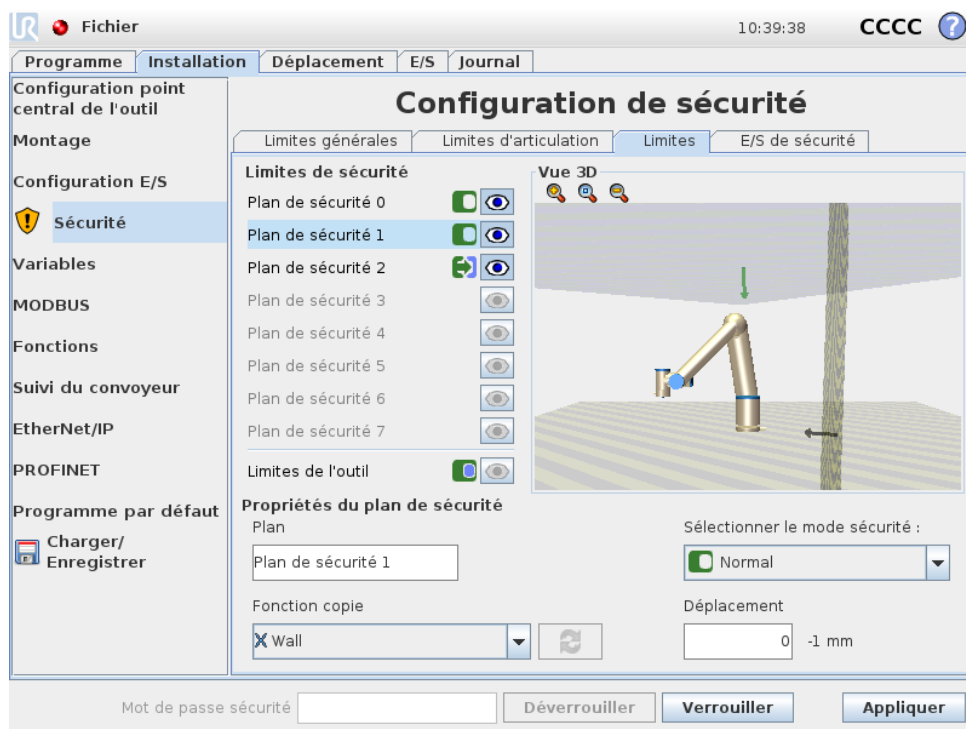 UR Fichier 10:39:38 CCCC ?
Programme Installation Déplacement E/S Journal
Configuration point
central de l'outil
Montage
Configuration E/S
Sécurité
Variables
MODBUS
Fonctions
Suivi du convoyeur
EtherNet/IP
PROFINET
Programme par défaut
Charger/
Enregistrer
Configuration de sécurité
Limites générales Limites d'articulation Limites E/S de sécurité
Limites de sécurité
Plan de sécurité 0
Plan de sécurité 1
Plan de sécurité 2
Plan de sécurité 3
Plan de sécurité 4
Plan de sécurité 5
Plan de sécurité 6
Plan de sécurité 7
Limites de l'outil
Vue 3D
Propriétés du plan de sécurité
Plan
Plan de sécurité 1
Sélectionner le mode sécurité :
Normal
Fonction copie
Wall
Déplacement
0 -1 mm
Mot de passe sécurité Déverrouiller Verrouiller Appliquer